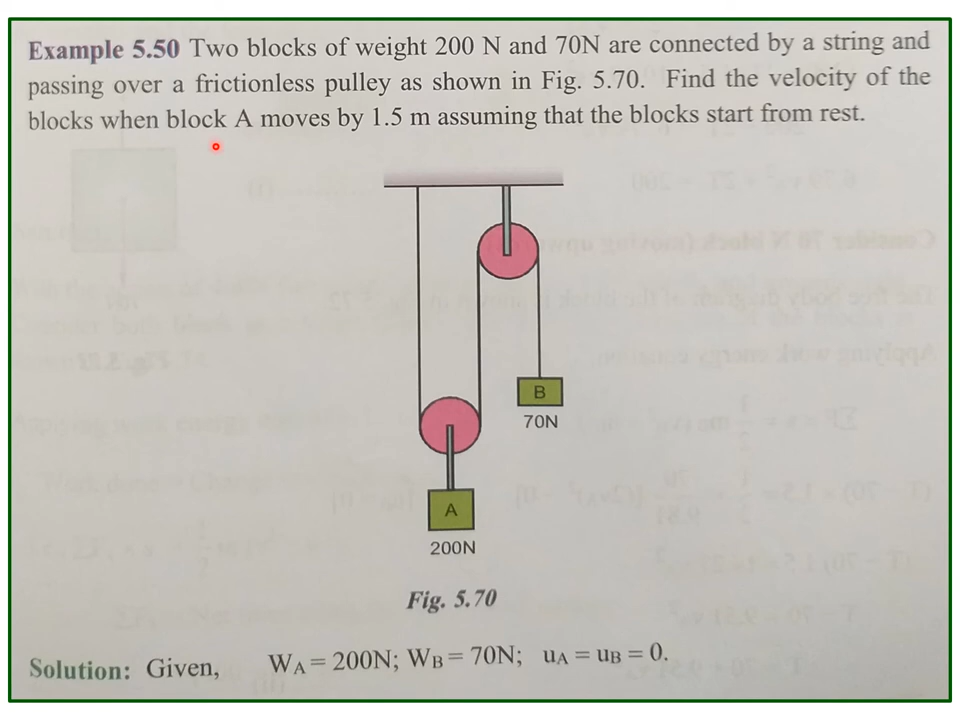 Example 5.50 Two blocks of weight 200 N and 70N are connected by a string and
passing over a frictionless pulley as shown in Fig. 5.70. Find the velocity of the
blocks when block A moves by 1.5 m assuming that the blocks start from rest.
B
70N
A
200N
Fig. 5.70
Solution: Given, WA = 200N; WB = 70N; uA = uB = 0.